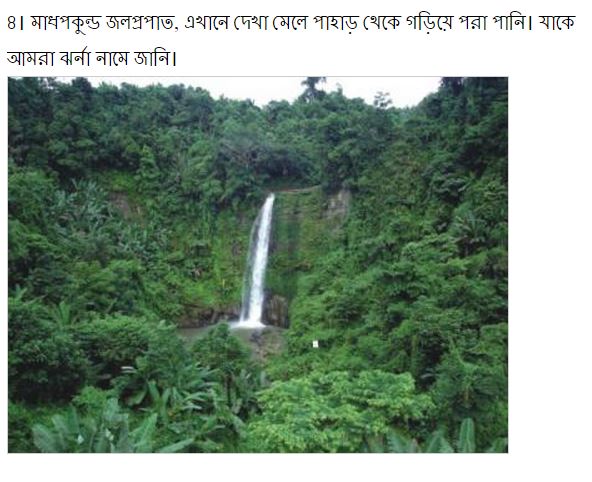 ৪। মাধপকুন্ড জলপ্রপাত, এখানে দেখা মেলে পাহাড় থেকে গড়িয়ে পরা পানি। যাকে
আমরা ঝর্না নামে জানি।